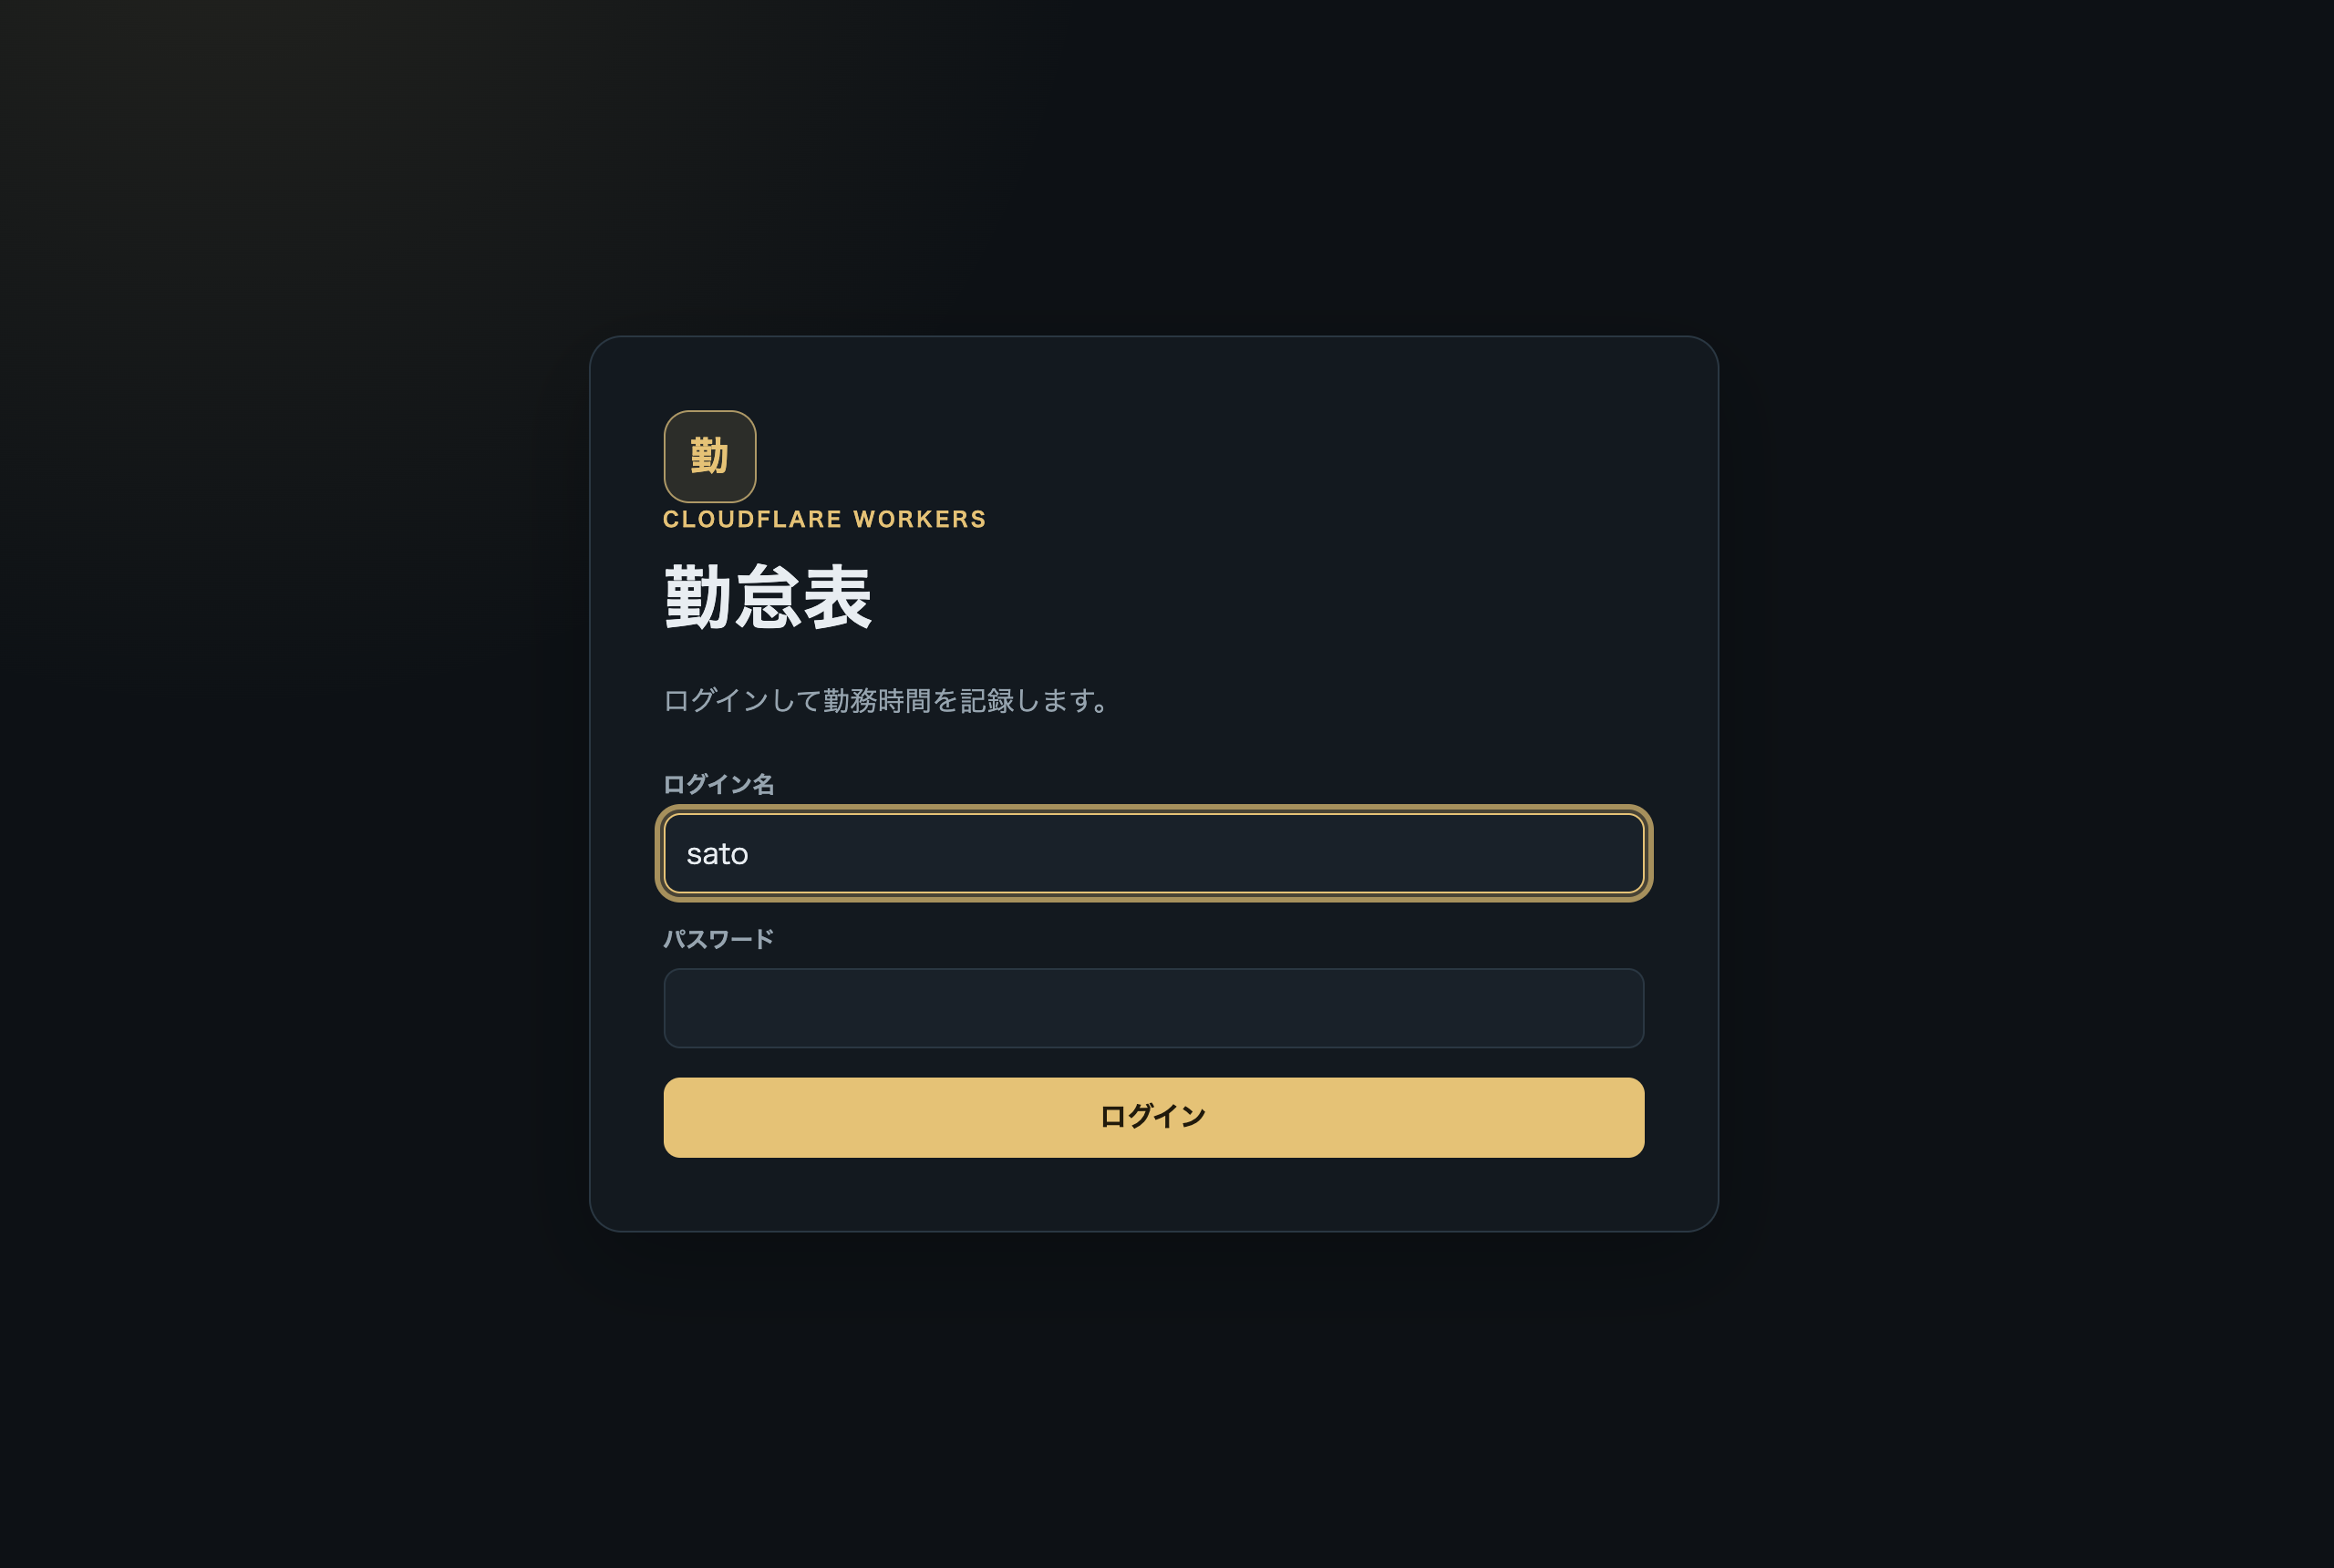 勤
CLOUDFLARE WORKERS
勤怠表
ログインして勤務時間を記録します。
ログイン名
sato
パスワード
ログイン